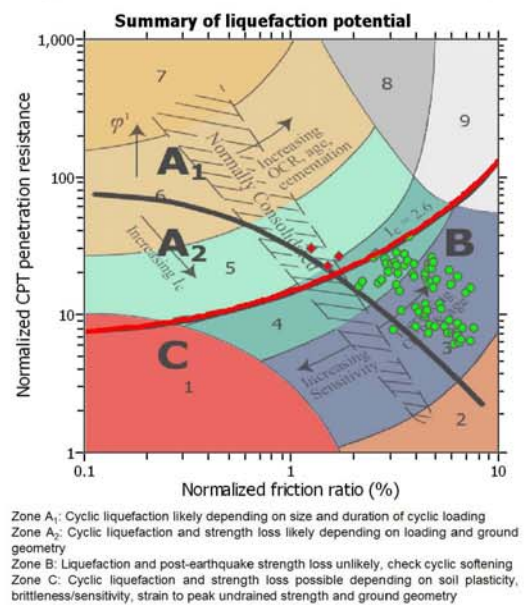 Summary of liquefaction potential
1,000
100
10
1
Normalized CPT penetration resistance
7
8
9
φ'
A1
Increasing
OCR, age,
cementation
Normally Consolidated
6
A2
Increasing Ic
5
Ic = 2.6
B
4
3
C
1
Increasing
Sensitivity
2
0.1
1
10
Normalized friction ratio (%)
Zone A1: Cyclic liquefaction likely depending on size and duration of cyclic loading
Zone A2: Cyclic liquefaction and strength loss likely depending on loading and ground
geometry
Zone B: Liquefaction and post-earthquake strength loss unlikely, check cyclic softening
Zone C: Cyclic liquefaction and strength loss possible depending on soil plasticity,
brittleness/sensitivity, strain to peak undrained strength and ground geometry